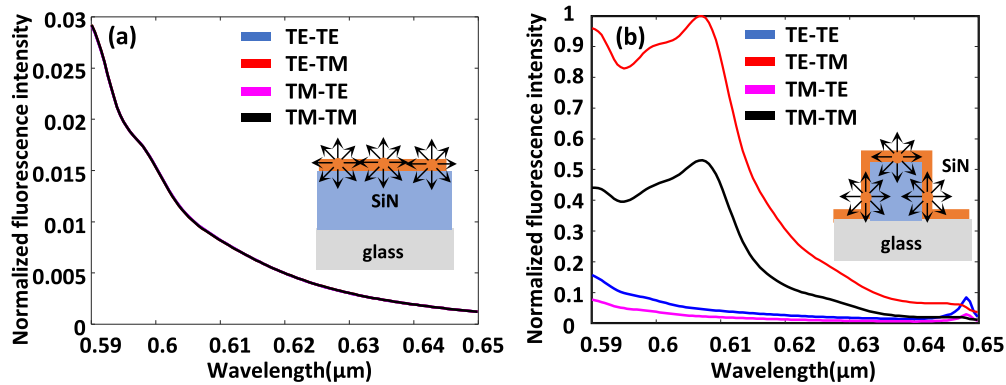 (a)
TE-TE
TE-TM
TM-TE
TM-TM
SiN
glass
Normalized fluorescence intensity
0.03
0.025
0.02
0.015
0.01
0.005
0
0.59 0.6 0.61 0.62 0.63 0.64 0.65
Wavelength(μm)
(b)
TE-TE
TE-TM
TM-TE
TM-TM
SiN
glass
Normalized fluorescence intensity
1
0.9
0.8
0.7
0.6
0.5
0.4
0.3
0.2
0.1
0
0.59 0.6 0.61 0.62 0.63 0.64 0.65
Wavelength(μm)